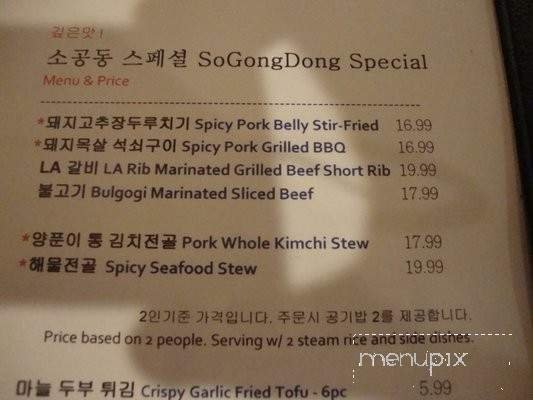 깊은맛!
소공동 스페셜 SoGongDong Special
Menu & Price
*돼지고추장두루치기 Spicy Pork Belly Stir-Fried 16.99
*돼지목살 석쇠구이 Spicy Pork Grilled BBQ 16.99
LA 갈비 LA Rib Marinated Grilled Beef Short Rib 19.99
불고기 Bulgogi Marinated Sliced Beef 17.99
*양푼이 통 김치전골 Pork Whole Kimchi Stew 17.99
*해물전골 Spicy Seafood Stew 19.99
2인기준 가격입니다. 주문시 공기밥 2를 제공합니다.
Price based on 2 people. Serving w/ 2 steam rice and side dishes.
menupix
마늘 두부 튀김 Crispy Garlic Fried Tofu - 6pc 5.99